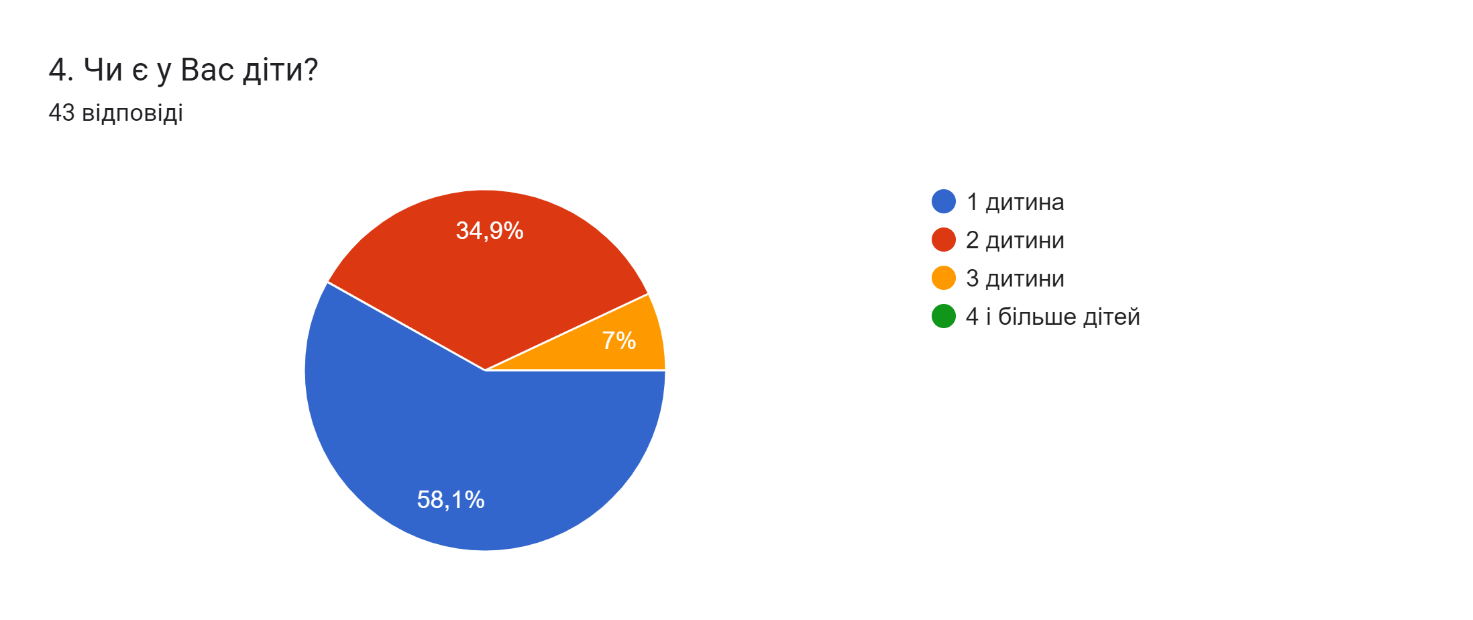 4. Чи є у Вас діти?
43 відповіді
34,9%
7%
58,1%
1 дитина
2 дитини
3 дитини
4 і більше дітей